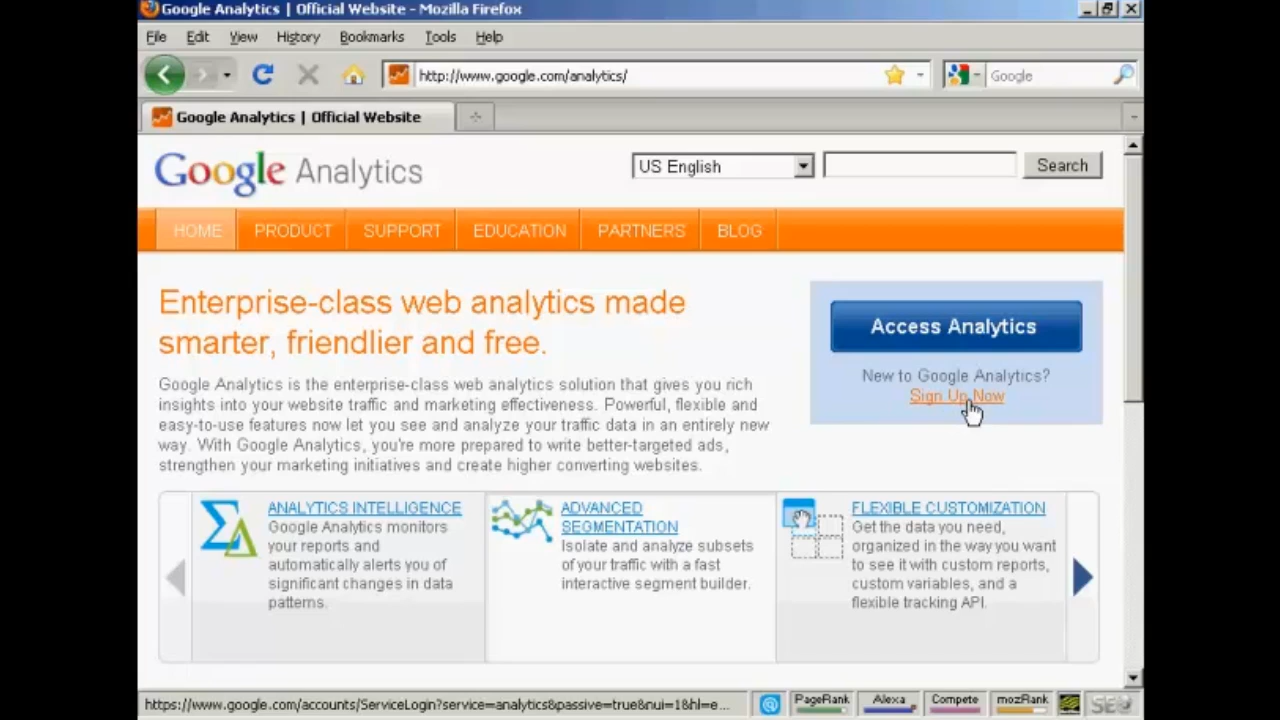 Google Analytics | Official Website - Mozilla Firefox
File Edit View History Bookmarks Tools Help
http://www.google.com/analytics/
Google
Google Analytics | Official Website
Google Analytics
US English
Search
HOME PRODUCT SUPPORT EDUCATION PARTNERS BLOG
Enterprise-class web analytics made
smarter, friendlier and free.
Google Analytics is the enterprise-class web analytics solution that gives you rich
insights into your website traffic and marketing effectiveness. Powerful, flexible and
easy-to-use features now let you see and analyze your traffic data in an entirely new
way. With Google Analytics, you're more prepared to write better-targeted ads,
strengthen your marketing initiatives and create higher converting websites.
Access Analytics
New to Google Analytics?
Sign Up Now
ANALYTICS INTELLIGENCE
Google Analytics monitors
your reports and
automatically alerts you of
significant changes in data
patterns.
ADVANCED
SEGMENTATION
Isolate and analyze subsets
of your traffic with a fast
interactive segment builder.
FLEXIBLE CUSTOMIZATION
Get the data you need,
organized in the way you want
to see it with custom reports,
custom variables, and a
flexible tracking API.
https://www.google.com/accounts/ServiceLogin?service=analytics&passive=true&nui=1&hl=e...
PageRank Alexa Compete mozRank SEO